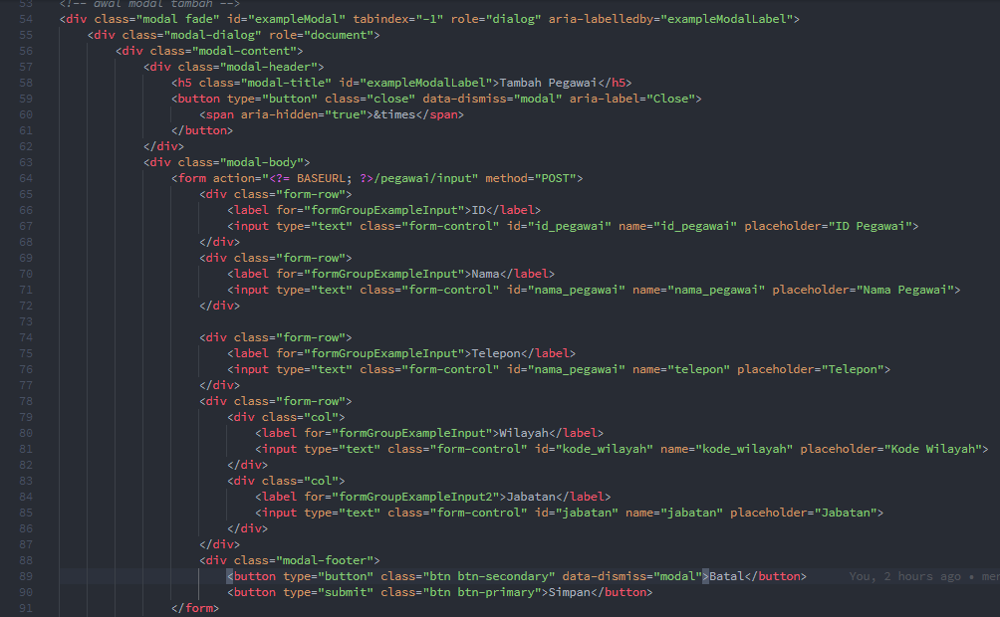 53 <!-- awal modal tambah -->
54 <div class="modal fade" id="exampleModal" tabindex="-1" role="dialog" aria-labelledby="exampleModalLabel">
55 <div class="modal-dialog" role="document">
56 <div class="modal-content">
57 <div class="modal-header">
58 <h5 class="modal-title" id="exampleModalLabel">Tambah Pegawai</h5>
59 <button type="button" class="close" data-dismiss="modal" aria-label="Close">
60 <span aria-hidden="true">&times</span>
61 </button>
62 </div>
63 <div class="modal-body">
64 <form action="<?= BASEURL; ?>/pegawai/input" method="POST">
65 <div class="form-row">
66 <label for="formGroupExampleInput">ID</label>
67 <input type="text" class="form-control" id="id_pegawai" name="id_pegawai" placeholder="ID Pegawai">
68 </div>
69 <div class="form-row">
70 <label for="formGroupExampleInput">Nama</label>
71 <input type="text" class="form-control" id="nama_pegawai" name="nama_pegawai" placeholder="Nama Pegawai">
72 </div>
73
74 <div class="form-row">
75 <label for="formGroupExampleInput">Telepon</label>
76 <input type="text" class="form-control" id="nama_pegawai" name="telepon" placeholder="Telepon">
77 </div>
78 <div class="form-row">
79 <div class="col">
80 <label for="formGroupExampleInput">Wilayah</label>
81 <input type="text" class="form-control" id="kode_wilayah" name="kode_wilayah" placeholder="Kode Wilayah">
82 </div>
83 <div class="col">
84 <label for="formGroupExampleInput2">Jabatan</label>
85 <input type="text" class="form-control" id="jabatan" name="jabatan" placeholder="Jabatan">
86 </div>
87 </div>
88 <div class="modal-footer">
89 <button type="button" class="btn btn-secondary" data-dismiss="modal">Batal</button> You, 2 hours ago •
90 <button type="submit" class="btn btn-primary">Simpan</button>
91 </form>